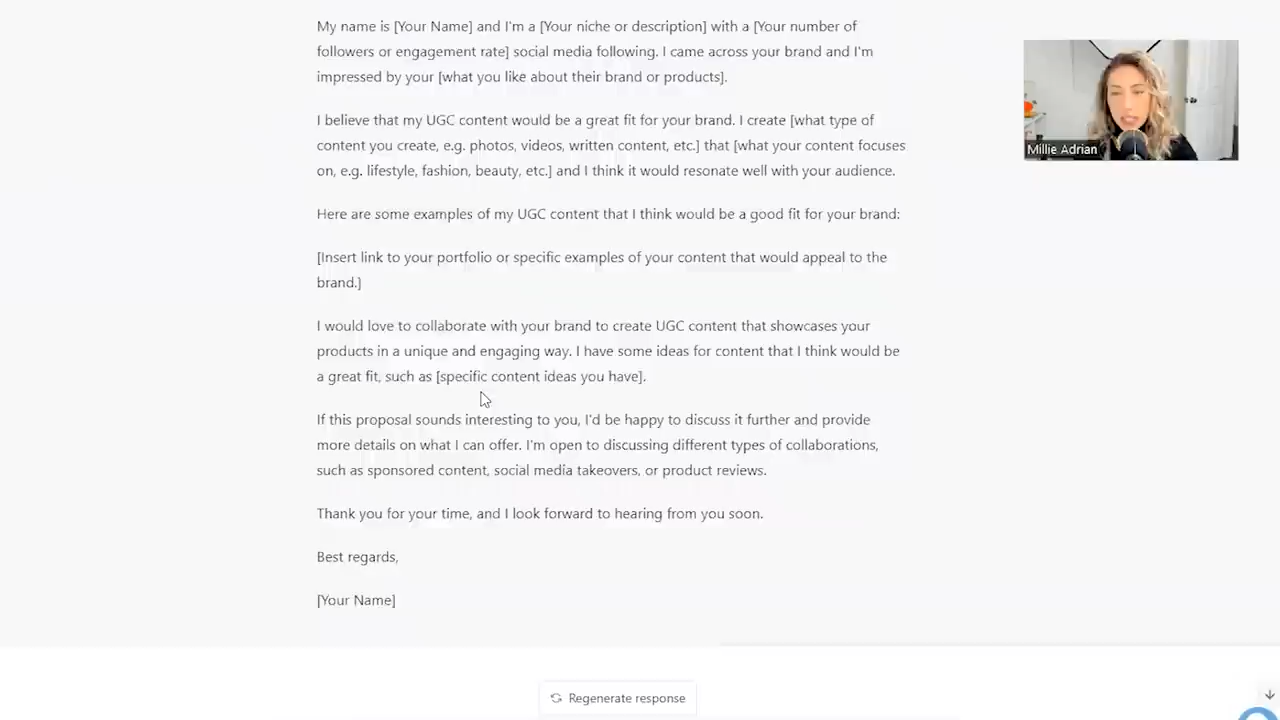 My name is [Your Name] and I'm a [Your niche or description] with a [Your number of
followers or engagement rate] social media following. I came across your brand and I'm
impressed by your [what you like about their brand or products].
I believe that my UGC content would be a great fit for your brand. I create [what type of
content you create, e.g. photos, videos, written content, etc.] that [what your content focuses
on, e.g. lifestyle, fashion, beauty, etc.] and I think it would resonate well with your audience.
Here are some examples of my UGC content that I think would be a good fit for your brand:
[Insert link to your portfolio or specific examples of your content that would appeal to the
brand.]
I would love to collaborate with your brand to create UGC content that showcases your
products in a unique and engaging way. I have some ideas for content that I think would be
a great fit, such as [specific content ideas you have].
If this proposal sounds interesting to you, I'd be happy to discuss it further and provide
more details on what I can offer. I'm open to discussing different types of collaborations,
such as sponsored content, social media takeovers, or product reviews.
Thank you for your time, and I look forward to hearing from you soon.
Best regards,
[Your Name]
Regenerate response
Millie Adrian